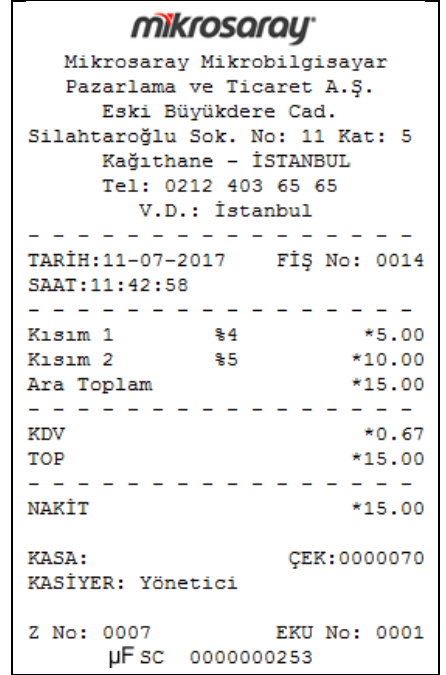 mikrosaray
Mikrosaray Mikrobilgisayar
Pazarlama ve Ticaret A.Ş.
Eski Büyükdere Cad.
Silahtaroğlu Sok. No: 11 Kat: 5
Kağıthane - İSTANBUL
Tel: 0212 403 65 65
V.D.: İstanbul
- - - - - - - - - - - - - - - -
TARİH:11-07-2017 FİŞ No: 0014
SAAT:11:42:58
- - - - - - - - - - - - - - - -
Kısım 1 %4 *5.00
Kısım 2 %5 *10.00
Ara Toplam *15.00
- - - - - - - - - - - - - - - -
KDV *0.67
TOP *15.00
- - - - - - - - - - - - - - - -
NAKİT *15.00
KASA: ÇEK:0000070
KASİYER: Yönetici
Z No: 0007 EKU No: 0001
μF SC 0000000253